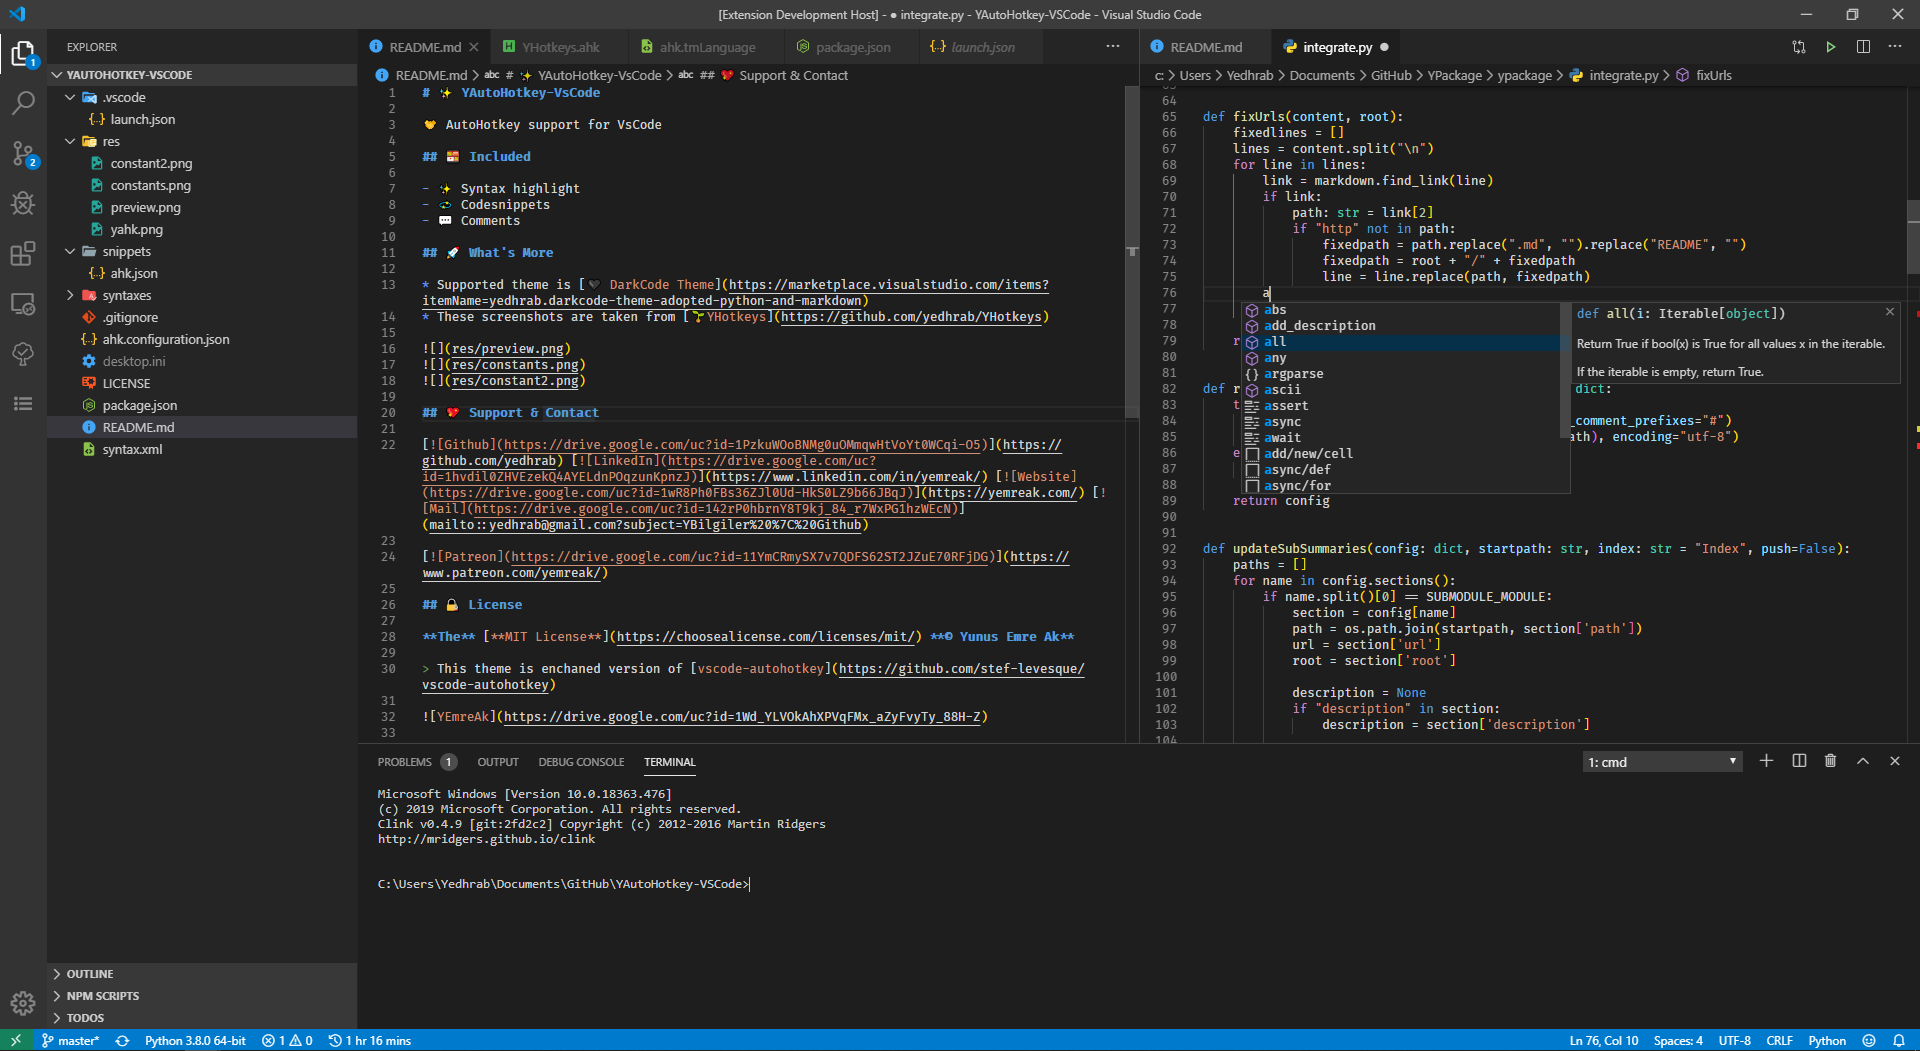 [Extension Development Host] - ● integrate.py - YAutoHotkey-VSCode - Visual Studio Code
EXPLORER
YAUTOHOTKEY-VSCODE
.vscode
{..} launch.json
res
constant2.png
constants.png
preview.png
yahk.png
snippets
{..} ahk.json
syntaxes
.gitignore
{..} ahk.configuration.json
desktop.ini
LICENSE
package.json
README.md
syntax.xml
OUTLINE
NPM SCRIPTS
TODOS
1
2
README.md
YHotkeys.ahk
ahk.tmLanguage
package.json
{..} launch.json
README.md > abc # ✨ YAutoHotkey-VsCode > abc ## 💖 Support & Contact
1 # ✨ YAutoHotkey-VsCode
2
3 AutoHotkey support for VsCode
4
5 ## Included
6
7 - ✨ Syntax highlight
8 - Codesnippets
9 - 💬 Comments
10
11 ## 🚀 What's More
12
13 * Supported theme is [🖤 DarkCode Theme](https://marketplace.visualstudio.com/items?
itemName=yedhrab.darkcode-theme-adopted-python-and-markdown)
14 * These screenshots are taken from [🌱YHotkeys](https://github.com/yedhrab/YHotkeys)
15
16 ![](res/preview.png)
17 ![](res/constants.png)
18 ![](res/constant2.png)
19
20 ## 💖 Support & Contact
21
22 [![Github](https://drive.google.com/uc?id=1PzkuWOoBNMg0uOMmqwHtVoYt0WCqi-O5)](https://
github.com/yedhrab) [![LinkedIn](https://drive.google.com/uc?
id=1hvdil0ZHVEzekQ4AYELdnPOqzunKpnzJ)](https://www.linkedin.com/in/yemreak/) [![Website]
(https://drive.google.com/uc?id=1wR8Ph0FBs36ZJl0Ud-HkS0LZ9b66JBqJ)](https://yemreak.com/) [!
[Mail](https://drive.google.com/uc?id=142rP0hbrnY8T9kj_84_r7WxPG1hzWEcN)]
(mailto::yedhrab@gmail.com?subject=YBilgiler%20%7C%20Github)
23
24 [![Patreon](https://drive.google.com/uc?id=11YmCRmySX7v7QDFS62ST2JZuE70RFjDG)](https://
www.patreon.com/yemreak/)
25
26 ## 🔏 License
27
28 **The** [**MIT License**](https://choosealicense.com/licenses/mit/) **© Yunus Emre Ak**
29
30 > This theme is enchaned version of [vscode-autohotkey](https://github.com/stef-levesque/
vscode-autohotkey)
31
32 ![YEmreAk](https://drive.google.com/uc?id=1Wd_YLVOkAhXPVqFMx_aZyFvyTy_88H-Z)
33
README.md
integrate.py ●
c: > Users > Yedhrab > Documents > GitHub > YPackage > ypackage > integrate.py > fixUrls
63
64
65 def fixUrls(content, root):
66 fixedlines = []
67 lines = content.split("\n")
68 for line in lines:
69 link = markdown.find_link(line)
70 if link:
71 path: str = link[2]
72 if "http" not in path:
73 fixedpath = path.replace(".md", "").replace("README", "")
74 fixedpath = root + "/" + fixedpath
75 line = line.replace(path, fixedpath)
76 a
77
78
79 r
80
81
82 def r dict:
83 t
84 _comment_prefixes="#")
85 ath), encoding="utf-8")
86 e
87
88
89 return config
90
91
92 def updateSubSummaries(config: dict, startpath: str, index: str = "Index", push=False):
93 paths = []
94 for name in config.sections():
95 if name.split()[0] == SUBMODULE_MODULE:
96 section = config[name]
97 path = os.path.join(startpath, section['path'])
98 url = section['url']
99 root = section['root']
100
101 description = None
102 if "description" in section:
103 description = section['description']
104
abs
add_description
all
any
{} argparse
ascii
assert
async
await
add/new/cell
async/def
async/for
def all(i: Iterable[object])
Return True if bool(x) is True for all values x in the iterable.
If the iterable is empty, return True.
PROBLEMS 1 OUTPUT DEBUG CONSOLE TERMINAL
1: cmd
Microsoft Windows [Version 10.0.18363.476]
(c) 2019 Microsoft Corporation. All rights reserved.
Clink v0.4.9 [git:2fd2c2] Copyright (c) 2012-2016 Martin Ridgers
http://mridgers.github.io/clink
C:\Users\Yedhrab\Documents\GitHub\YAutoHotkey-VSCode>
master* Python 3.8.0 64-bit 1 0 1 hr 16 mins
Ln 76, Col 10 Spaces: 4 UTF-8 CRLF Python